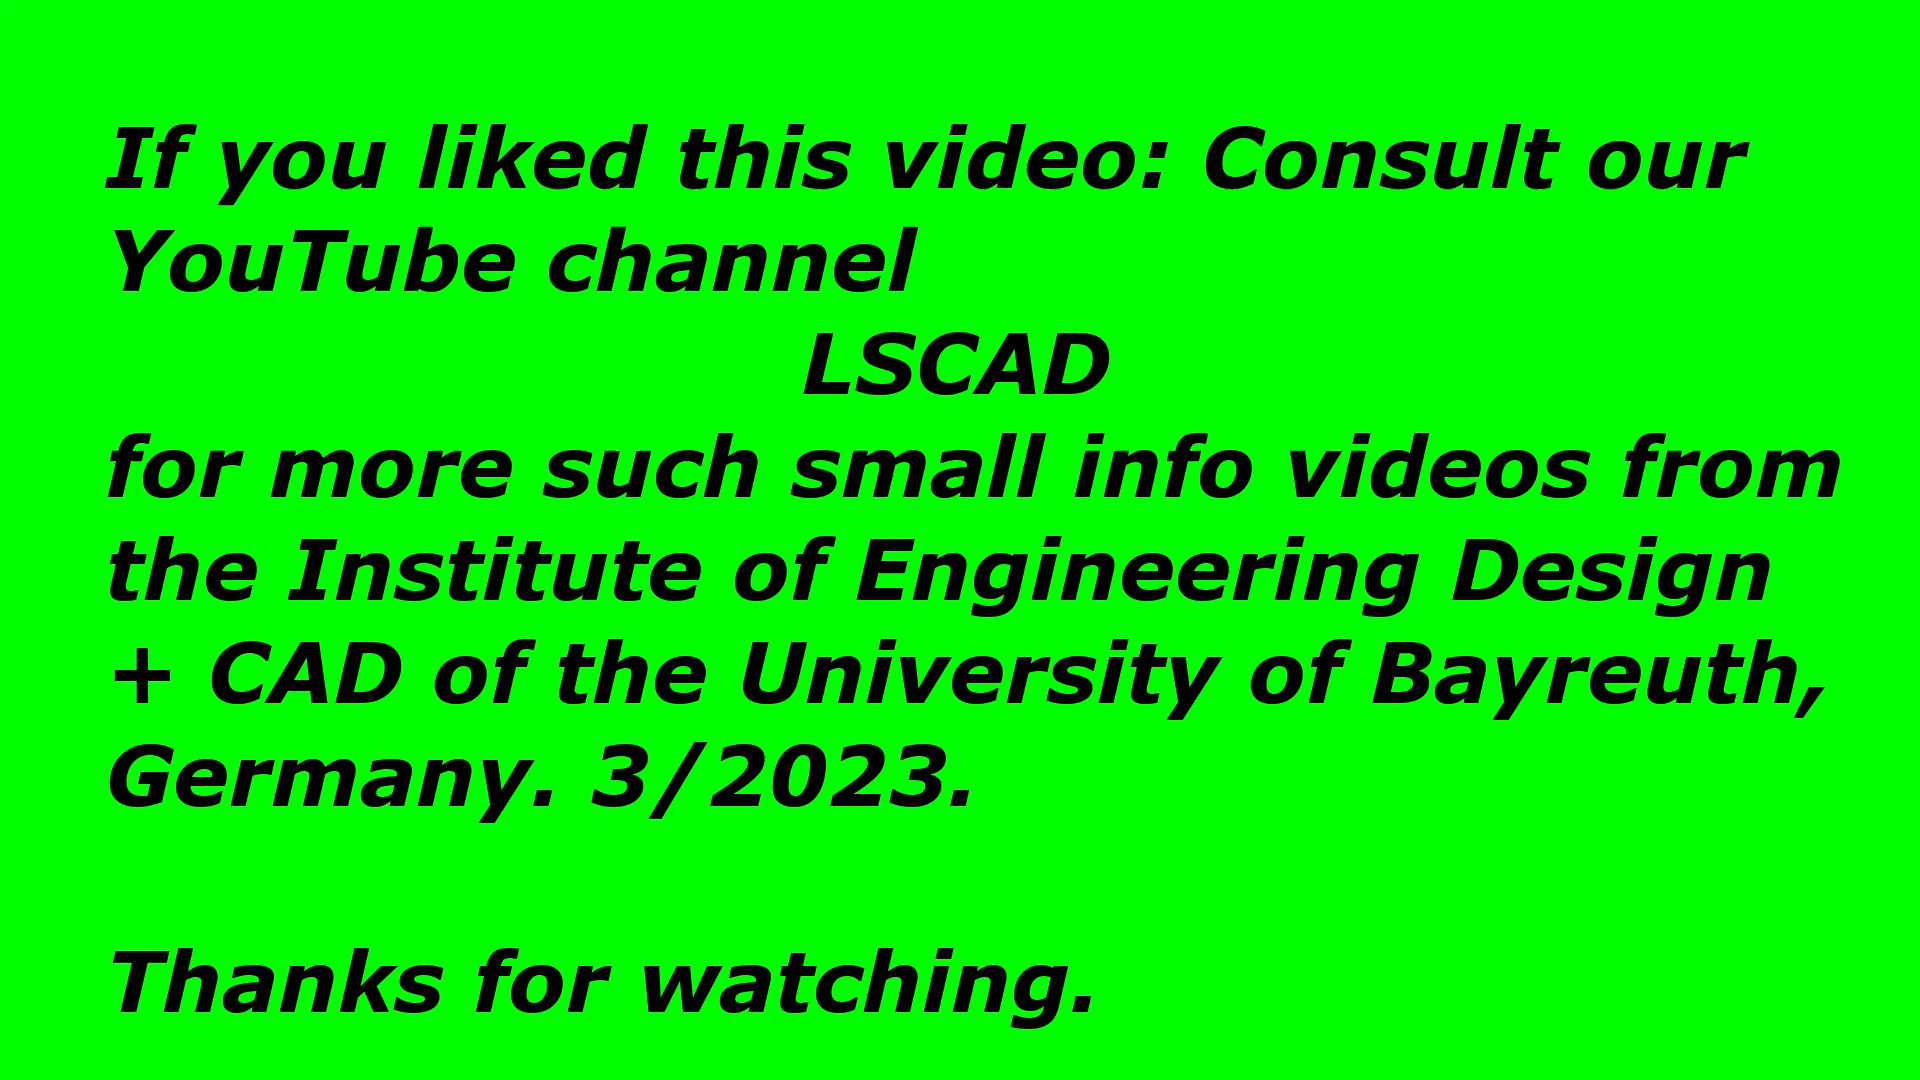 If you liked this video: Consult our
YouTube channel
LSCAD
for more such small info videos from
the Institute of Engineering Design
+ CAD of the University of Bayreuth,
Germany. 3/2023.
Thanks for watching.